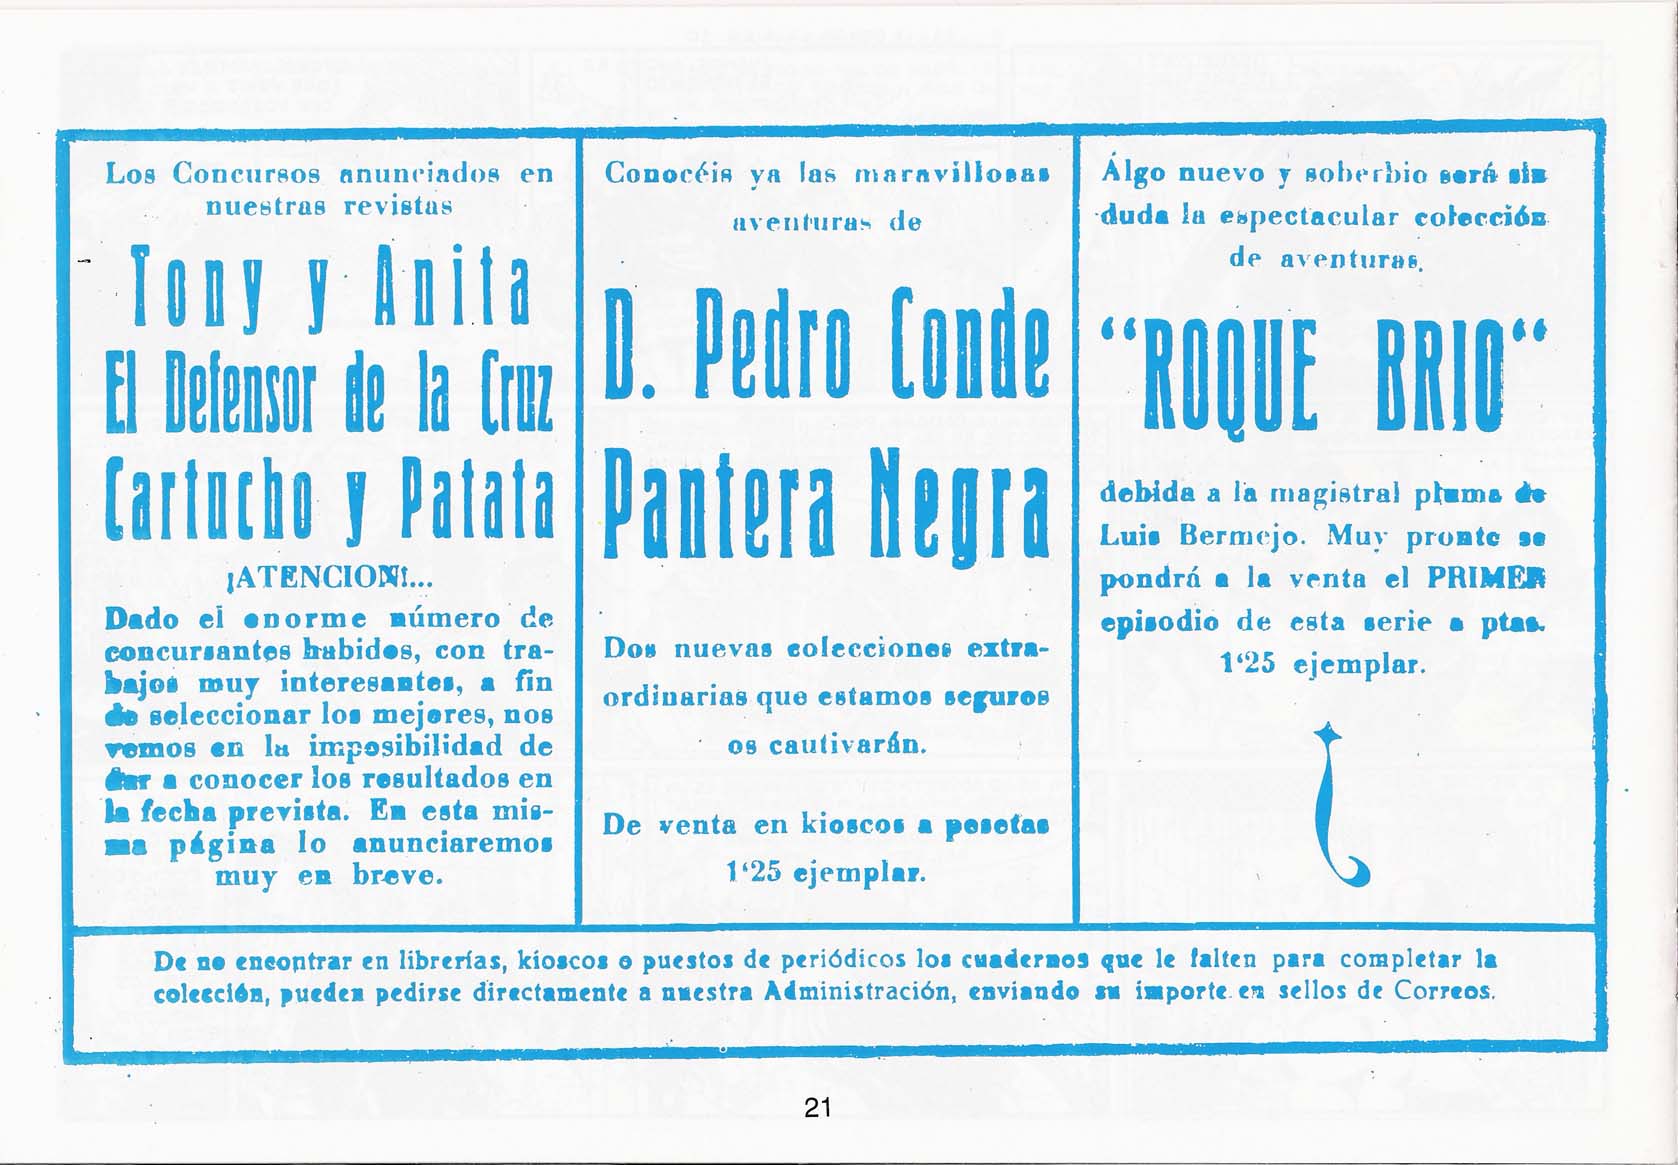 Los Concursos anunciados en
nuestras revistas
Tony y Anita
El Defensor de la Cruz
Cartucho y Patata
¡ATENCION!...
Dado el enorme número de
concursantes habidos, con tra-
bajos muy interesantes, a fin
de seleccionar los mejores, nos
vemos en la imposibilidad de
dar a conocer los resultados en
la fecha prevista. En esta mis-
ma página lo anunciaremos
muy en breve.
Conocéis ya las maravillosas
aventuras de
D. Pedro Conde
Pantera Negra
Dos nuevas colecciones extra-
ordinarias que estamos seguros
os cautivarán.
De venta en kioscos a pesetas
1‘25 ejemplar.
Álgo nuevo y soberbio será sin
duda la espectacular colección
de aventuras.
“ROQUE BRIO“
debida a la magistral pluma de
Luis Bermejo. Muy pronto se
pondrá a la venta el PRIMER
episodio de esta serie a ptas.
1‘25 ejemplar.
De no encontrar en librerías, kioscos o puestos de periódicos los cuadernos que le falten para completar la
colección, pueden pedirse directamente a nuestra Administración, enviando su importe en sellos de Correos.
21